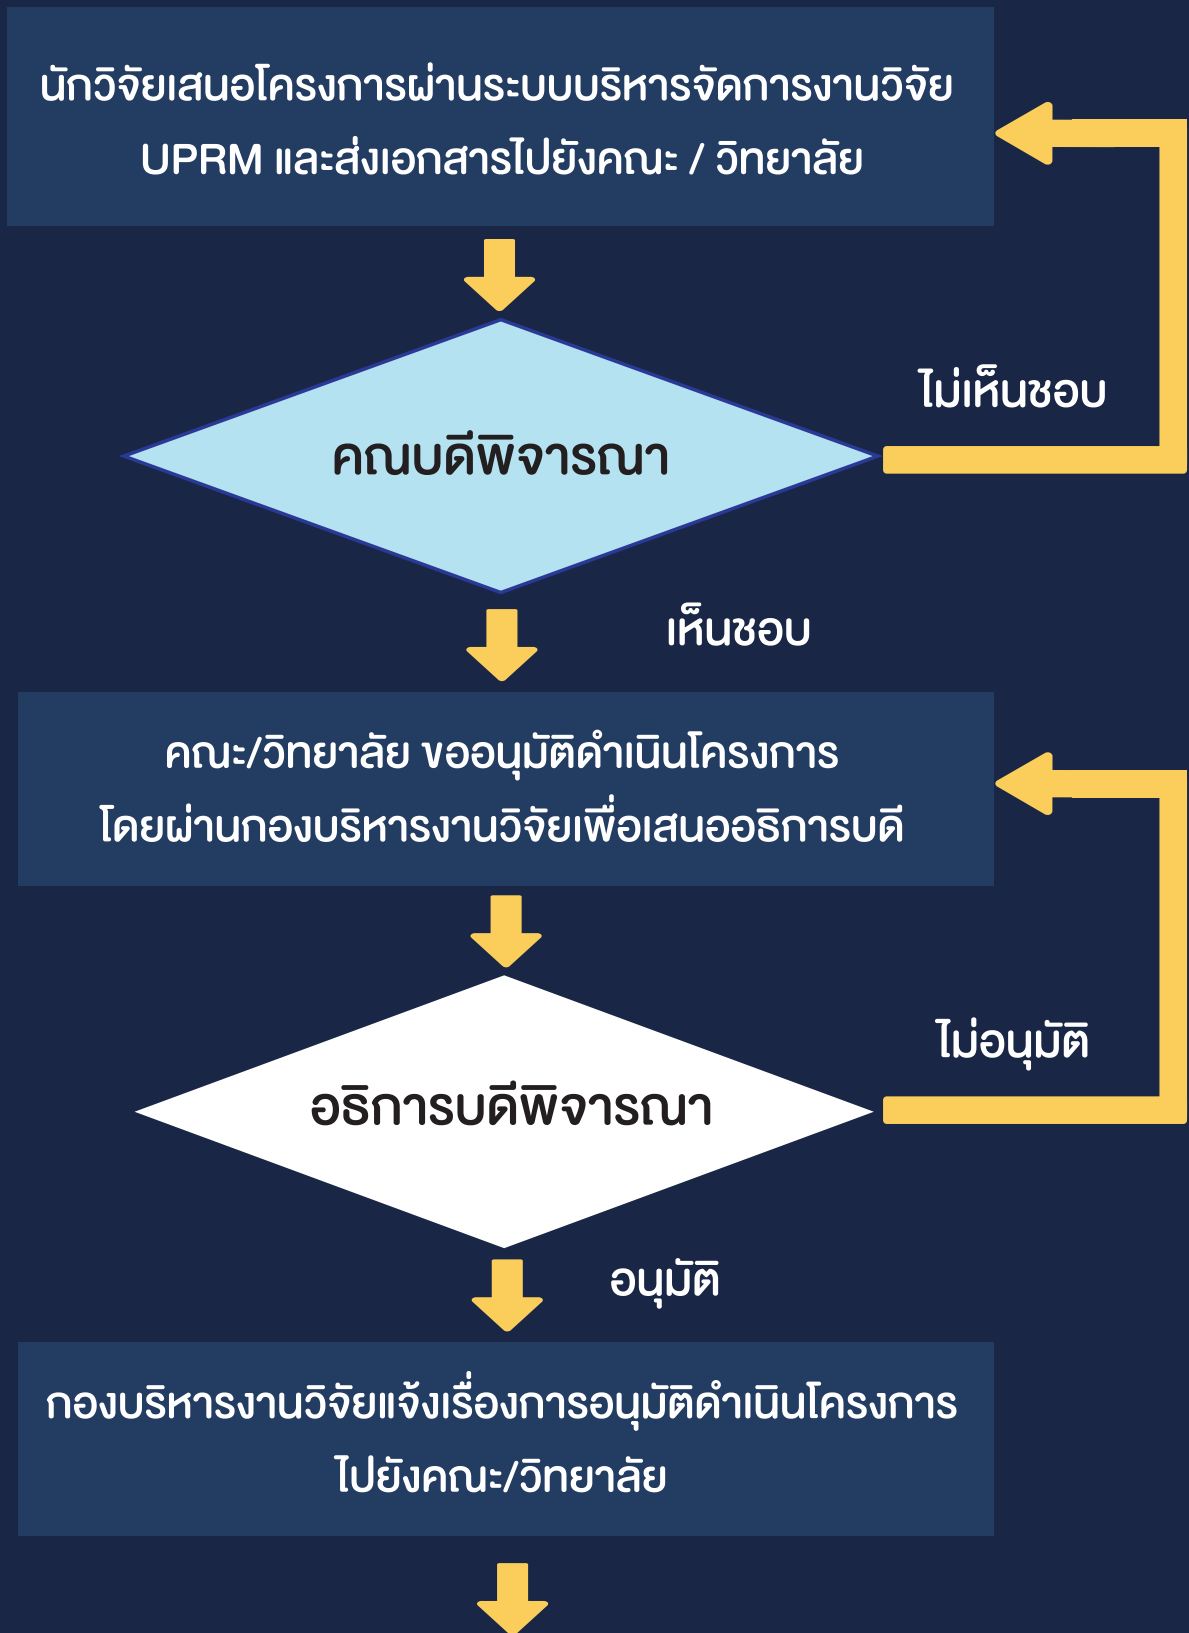 นักวิจัยเสนอโครงการผ่านระบบบริหารจัดการงานวิจัย
UPRM และส่งเอกสารไปยังคณะ / วิทยาลัย
ไม่เห็นชอบ
คณบดีพิจารณา
เห็นชอบ
คณะ/วิทยาลัย ขออนุมัติดำเนินโครงการ
โดยผ่านกองบริหารงานวิจัยเพื่อเสนออธิการบดี
ไม่อนุมัติ
อธิการบดีพิจารณา
อนุมัติ
กองบริหารงานวิจัยแจ้งเรื่องการอนุมัติดำเนินโครงการ
ไปยังคณะ/วิทยาลัย